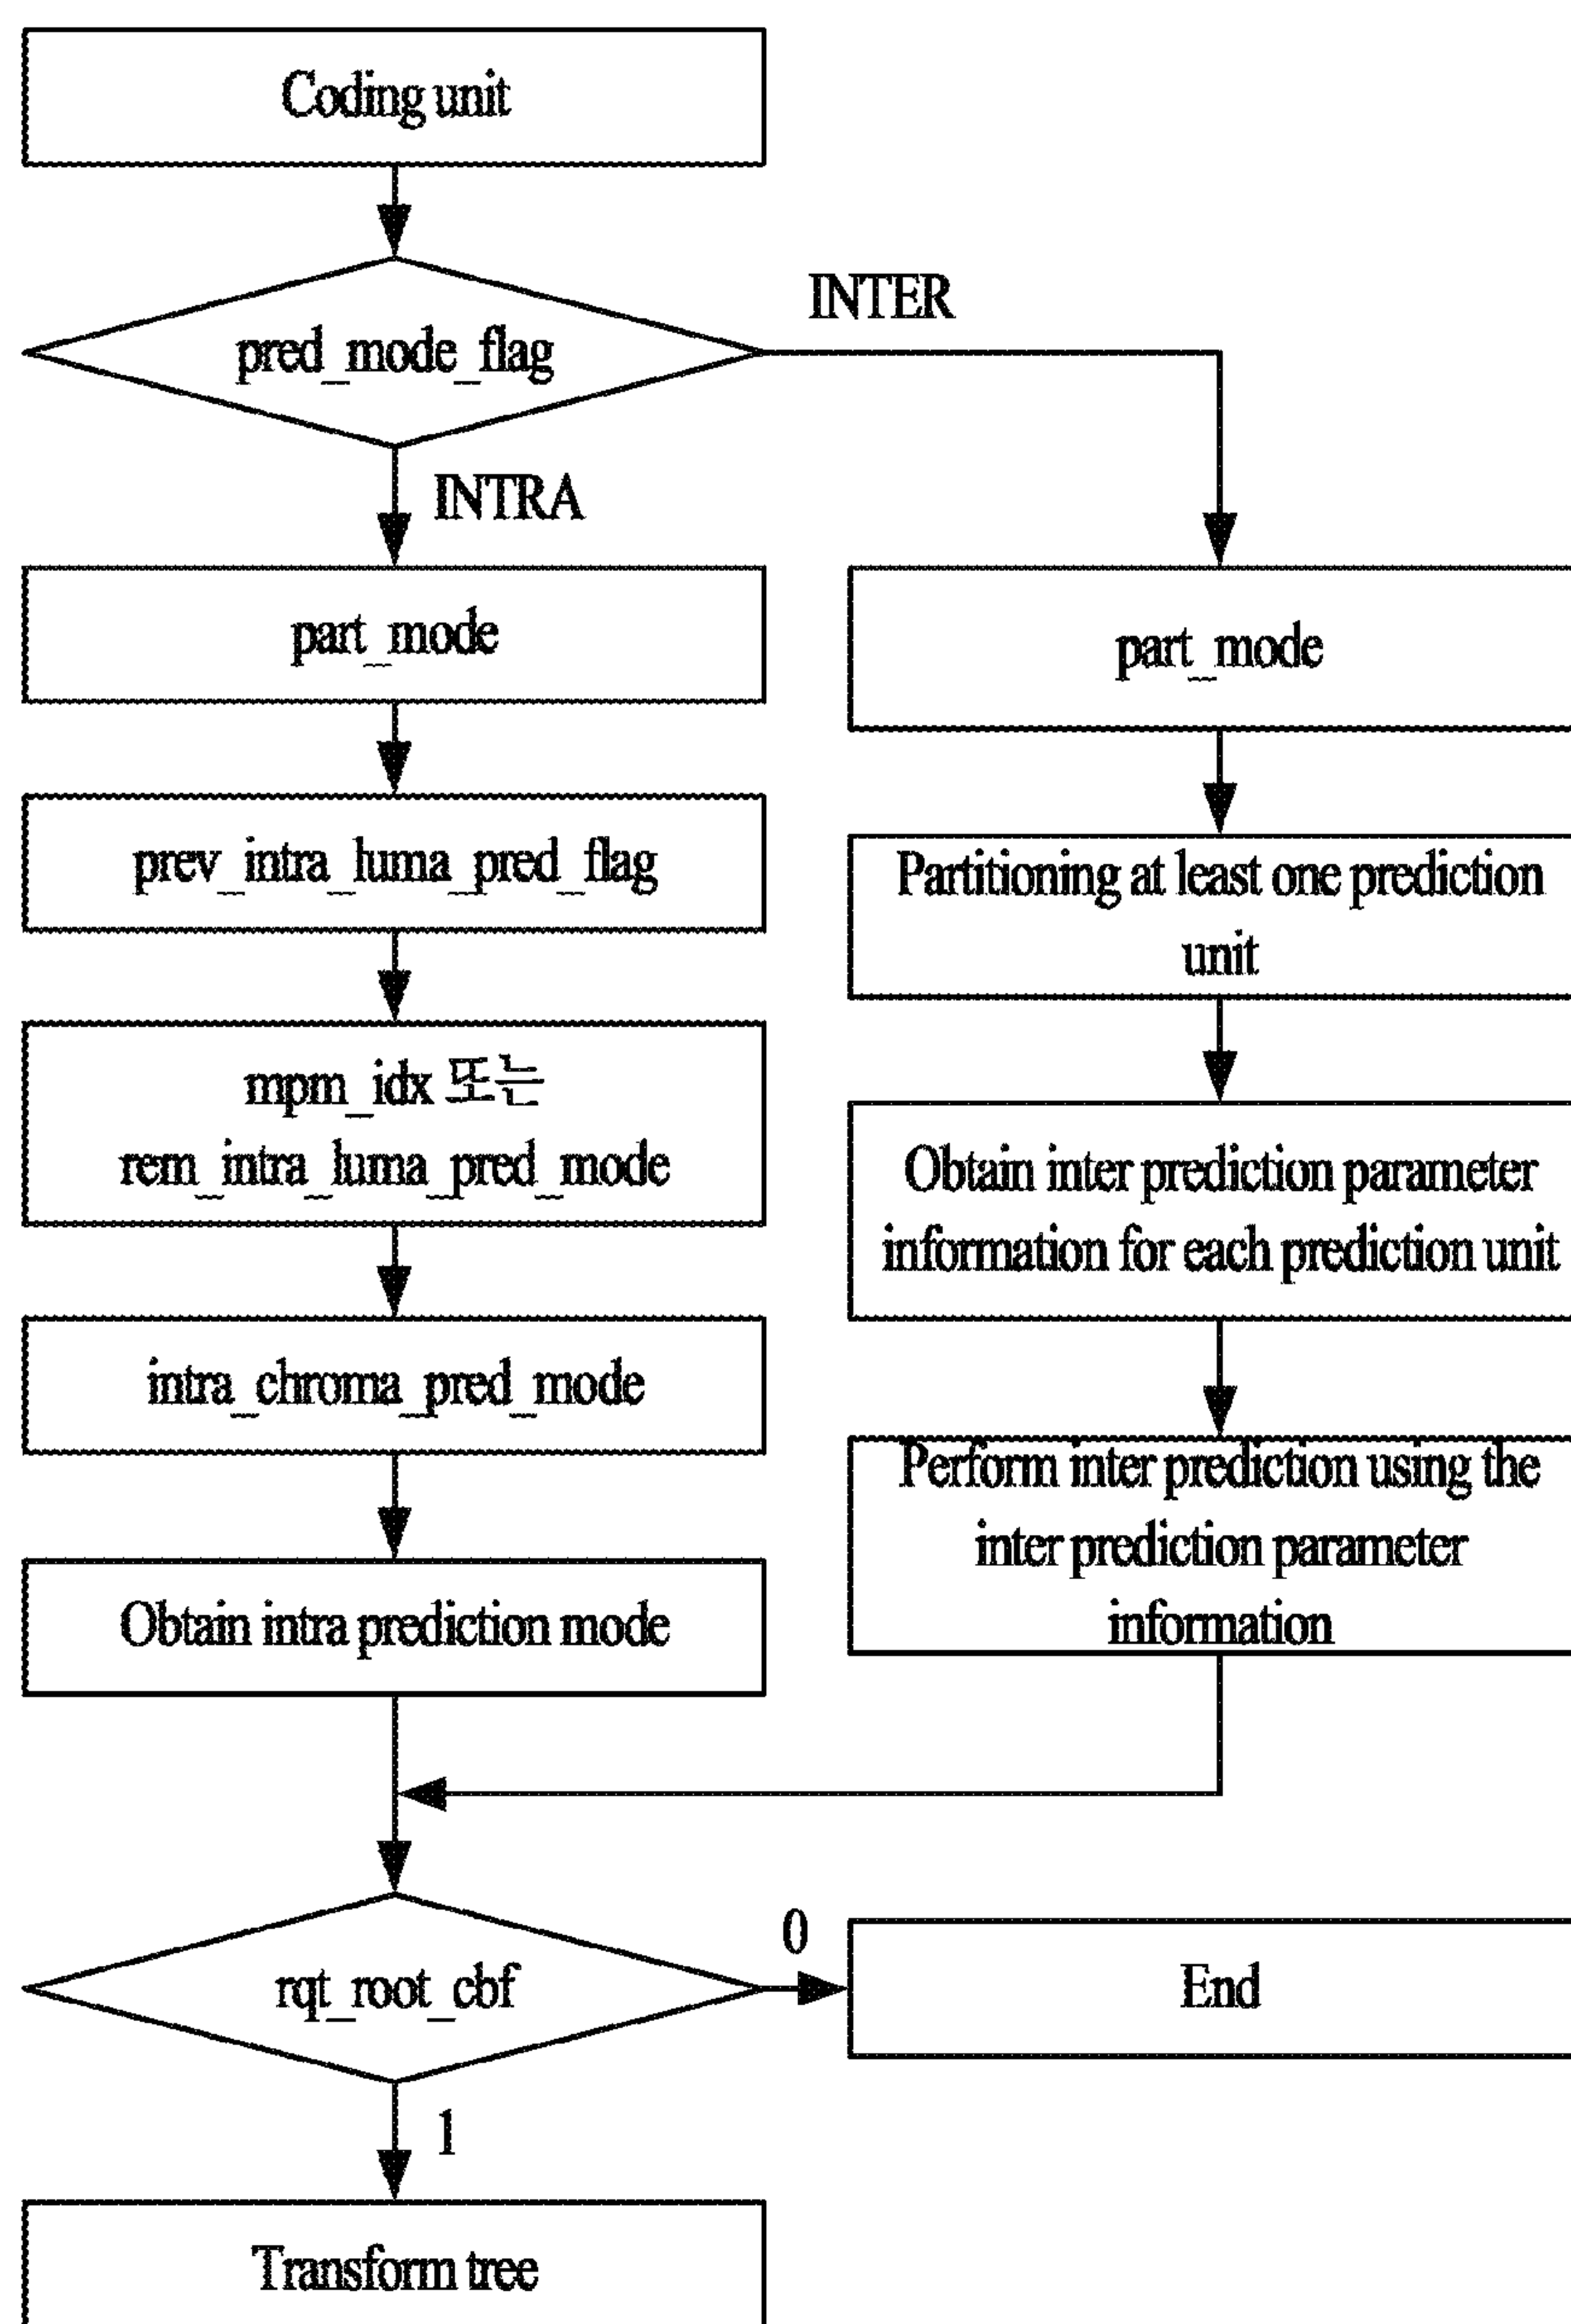 Coding unit
pred_mode_flag
INTER
INTRA
part_mode
prev_intra_luma_pred_flag
mpm_idx 또는
rem_intra_luma_pred_mode
intra_chroma_pred_mode
Obtain intra prediction mode
part_mode
Partitioning at least one prediction
unit
Obtain inter prediction parameter
information for each prediction unit
Perform inter prediction using the
inter prediction parameter
information
rqt_root_cbf
0
End
1
Transform tree